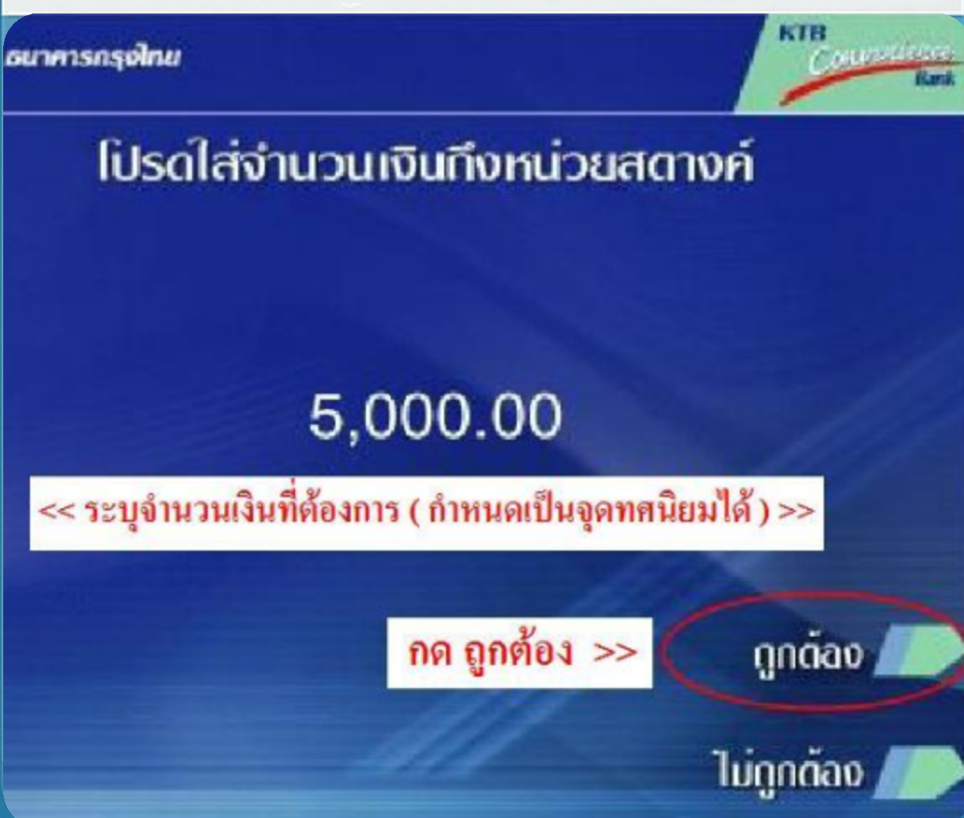 ธนาคารกรุงไทย
KTB
Convenience
Bank
โปรดใส่จำนวนเงินถึงหน่วยสตางค์
5,000.00
<< ระบุจำนวนเงินที่ต้องการ ( กำหนดเป็นจุดทศนิยมได้ ) >>
กด ถูกต้อง >>
ถูกต้อง
ไม่ถูกต้อง